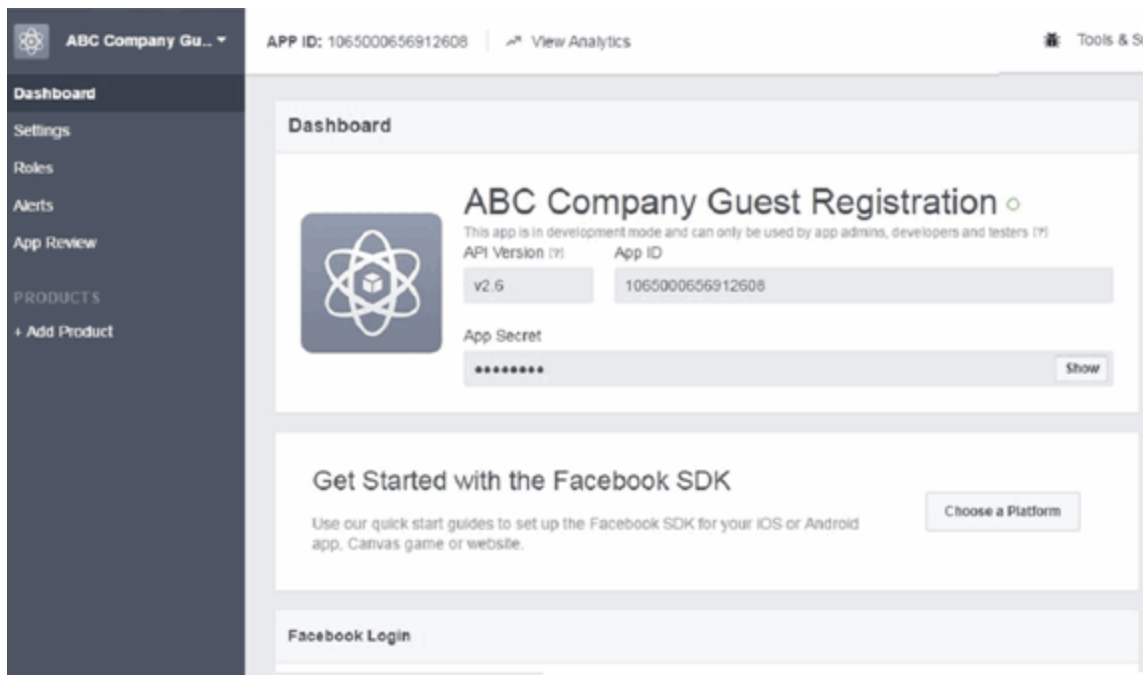 ABC Company Gu...
APP ID: 1065000656912608
View Analytics
Tools & Su
Dashboard
Settings
Roles
Alerts
App Review
PRODUCTS
+ Add Product
Dashboard
ABC Company Guest Registration
This app is in development mode and can only be used by app admins, developers and testers [?]
API Version [?]
App ID
v2.6
1065000656912608
App Secret
••••••••
Show
Get Started with the Facebook SDK
Use our quick start guides to set up the Facebook SDK for your iOS or Android
app, Canvas game or website.
Choose a Platform
Facebook Login